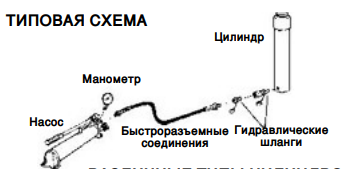 ТИПОВАЯ СХЕМА
Цилиндр
Манометр
Насос
Быстроразъемные
соединения
Гидравлические
шланги